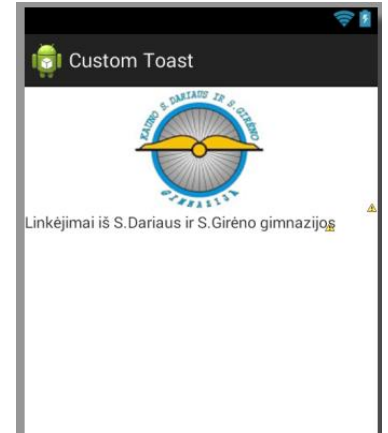 Custom Toast
KAUNO S. DARIAUS IR S. GIRĖNO
GIMNAZIJA
Linkėjimai iš S.Dariaus ir S.Girėno gimnazijos